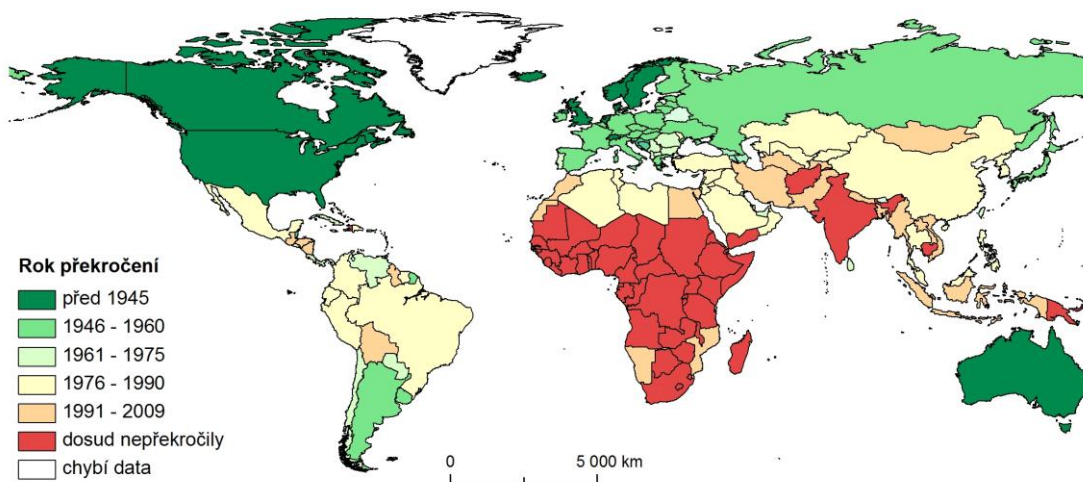 Rok překročení
před 1945
1946 - 1960
1961 - 1975
1976 - 1990
1991 - 2009
dosud nepřekročily
chybí data
0 5 000 km